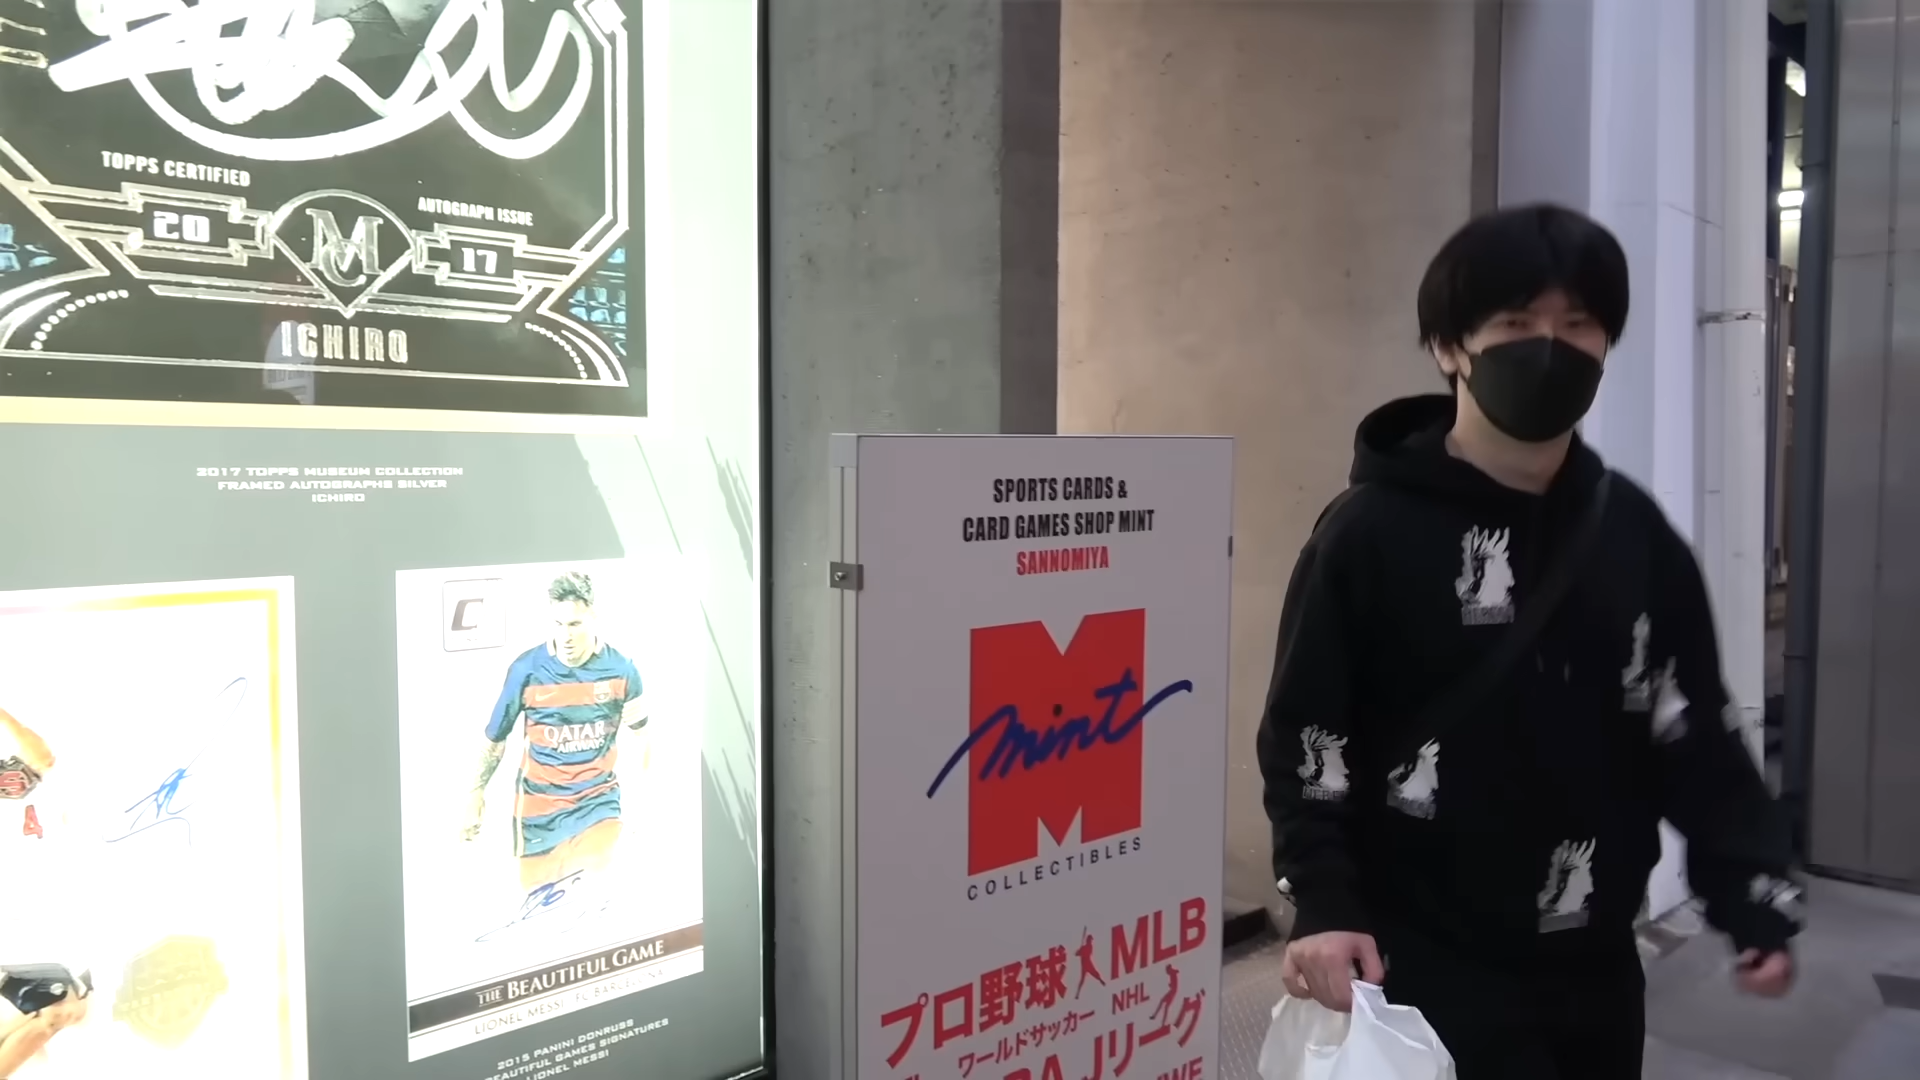 TOPPS CERTIFIED
AUTOGRAPH ISSUE
20
MC
17
ICHIRO
2017 TOPPS MUSEUM COLLECTION
FRAMED AUTOGRAPHS SILVER
ICHIRO
QATAR
AIRWAYS
THE BEAUTIFUL GAME
LIONEL MESSI FC BARCELONA
2015 PANINI DONRUSS
BEAUTIFUL GAMES SIGNATURES
LIONEL MESSI
SPORTS CARDS &
CARD GAMES SHOP MINT
SANNOMIYA
mint
COLLECTIBLES
プロ野球 MLB
ワールドサッカー NHL
Jリーグ